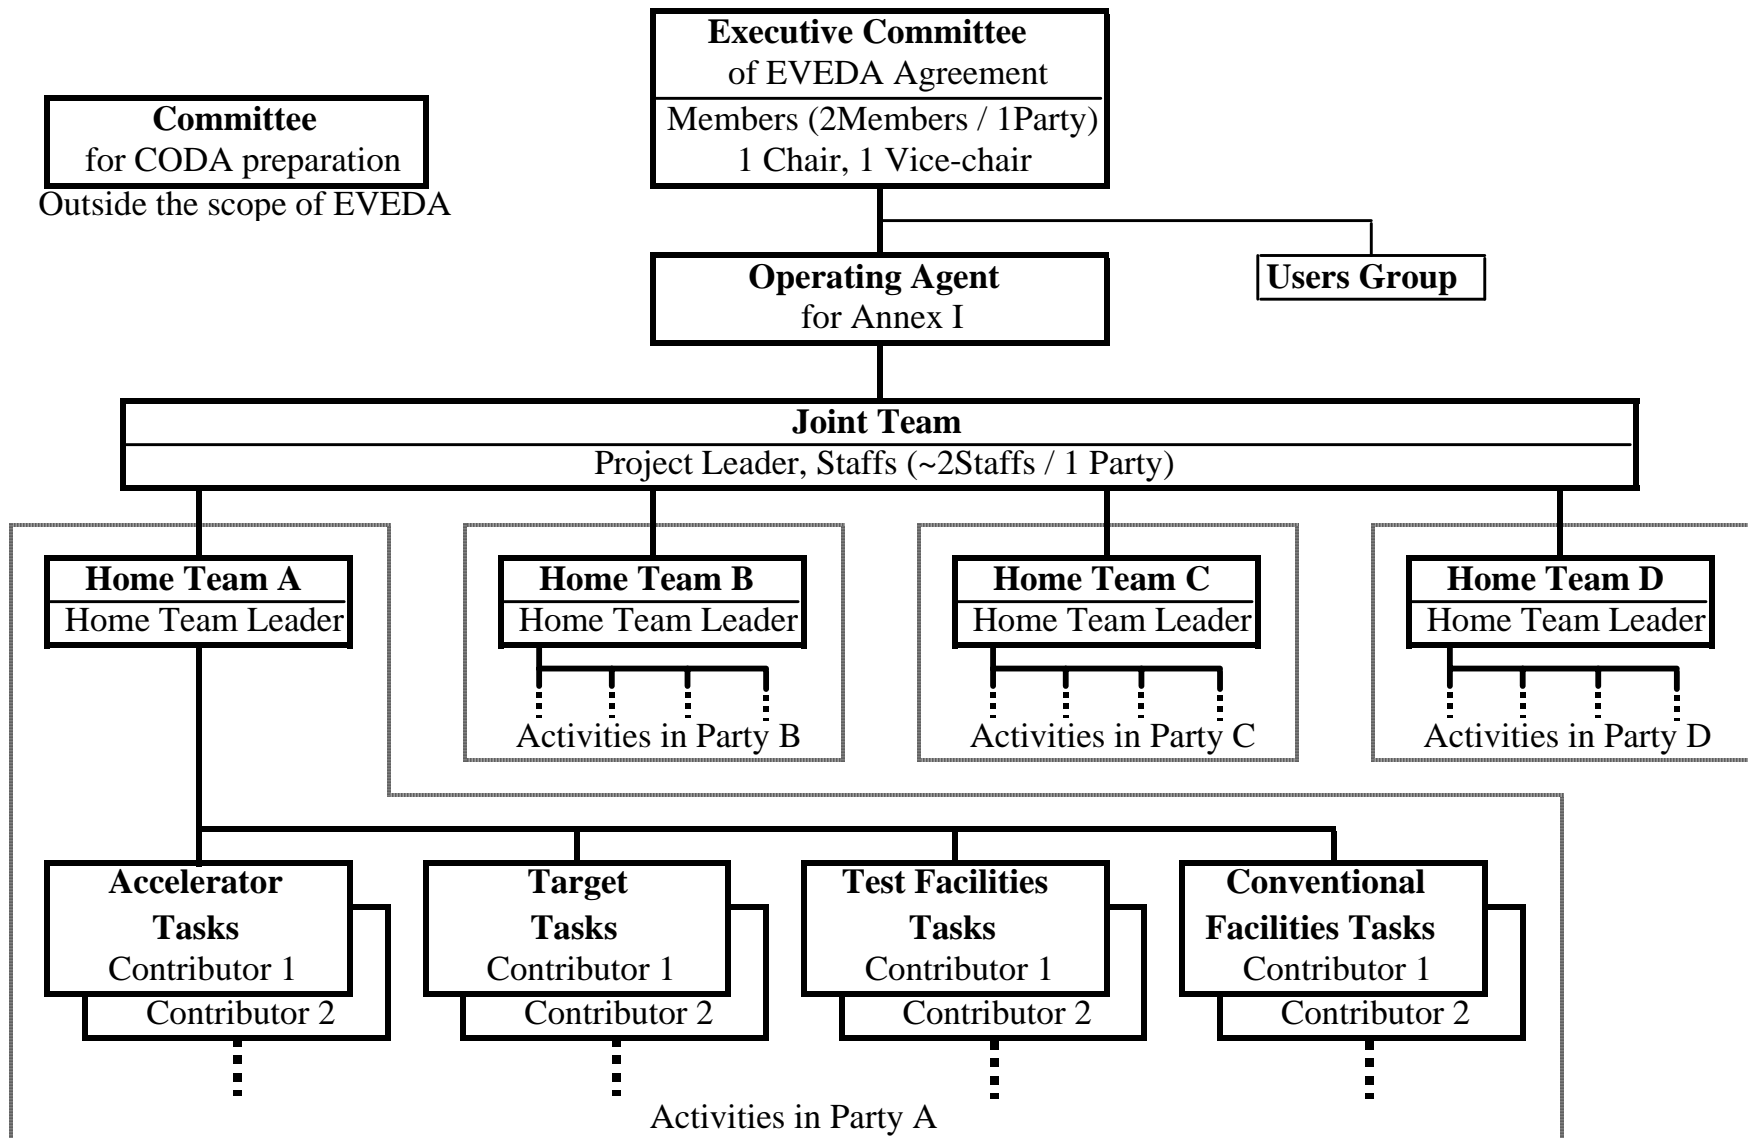 Executive Committee
of EVEDA Agreement
Members (2Members / 1Party)
1 Chair, 1 Vice-chair
Committee
for CODA preparation
Outside the scope of EVEDA
Operating Agent
for Annex I
Users Group
Joint Team
Project Leader, Staffs (~2Staffs / 1 Party)
Home Team A
Home Team Leader
Home Team B
Home Team Leader
Activities in Party B
Home Team C
Home Team Leader
Activities in Party C
Home Team D
Home Team Leader
Activities in Party D
Accelerator
Tasks
Contributor 1
Contributor 2
Target
Tasks
Contributor 1
Contributor 2
Test Facilities
Tasks
Contributor 1
Contributor 2
Conventional
Facilities Tasks
Contributor 1
Contributor 2
Activities in Party A